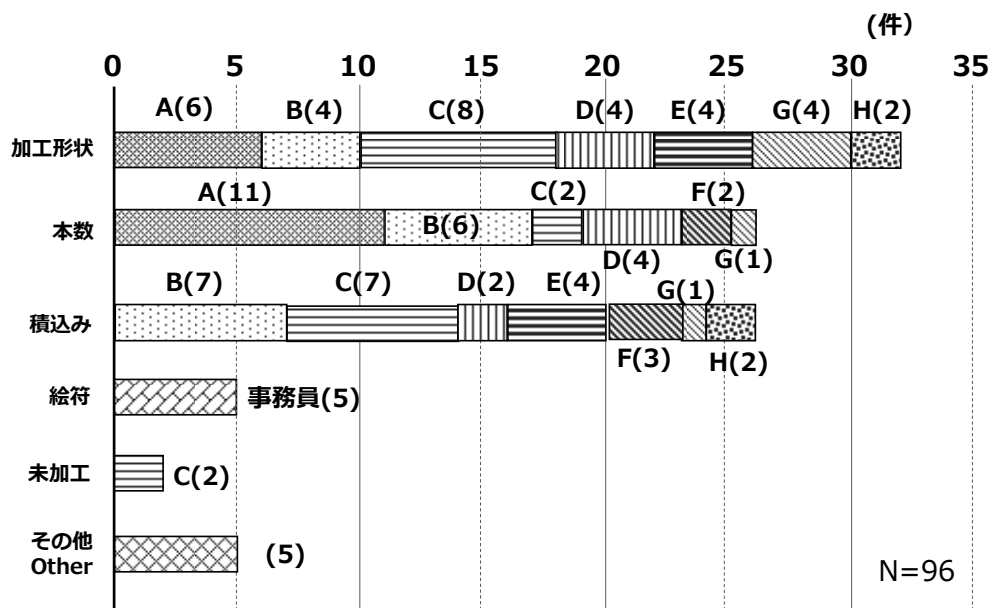 (件)
0 5 10 15 20 25 30 35
A(6) B(4) C(8) D(4) E(4) G(4) H(2)
加工形状
A(11) C(2) F(2)
本数 B(6)
D(4) G(1)
B(7) C(7) D(2) E(4) G(1)
積込み
F(3) H(2)
絵符 事務員(5)
未加工 C(2)
その他 (5)
Other
N=96